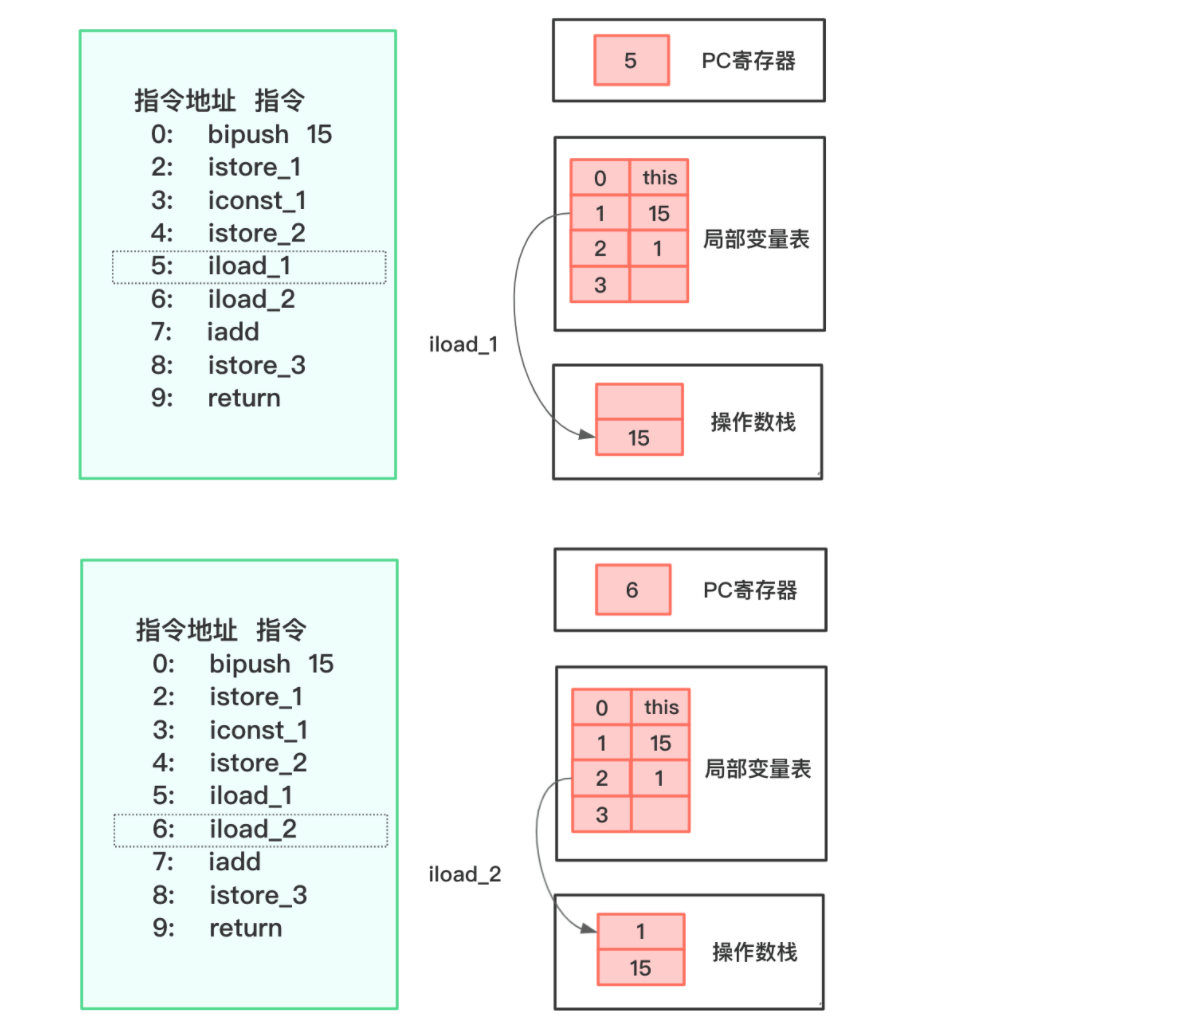 指令地址 指令
0: bipush 15
2: istore_1
3: iconst_1
4: istore_2
5: iload_1
6: iload_2
7: iadd
8: istore_3
9: return
5 PC寄存器
0 this
1 15
2 1
3
局部变量表
iload_1
15
操作数栈
指令地址 指令
0: bipush 15
2: istore_1
3: iconst_1
4: istore_2
5: iload_1
6: iload_2
7: iadd
8: istore_3
9: return
6 PC寄存器
0 this
1 15
2 1
3
局部变量表
iload_2
1
15
操作数栈